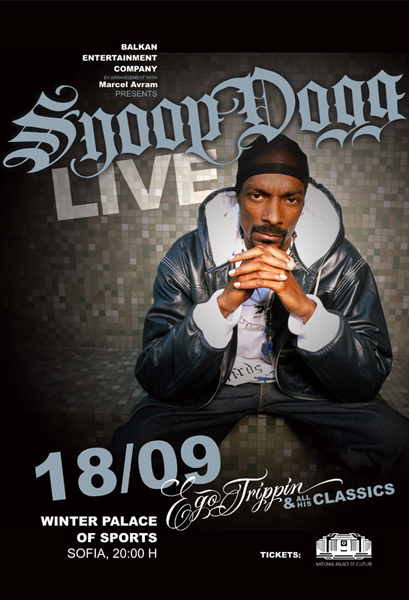 BALKAN
ENTERTAINMENT
COMPANY
BY ARRANGEMENT WITH
Marcel Avram
PRESENTS
Snoop Dogg
LIVE
18/09
Ego Trippin
& ALL HIS CLASSICS
WINTER PALACE
OF SPORTS
SOFIA, 20:00 H
TICKETS:
NATIONAL PALACE OF CULTURE